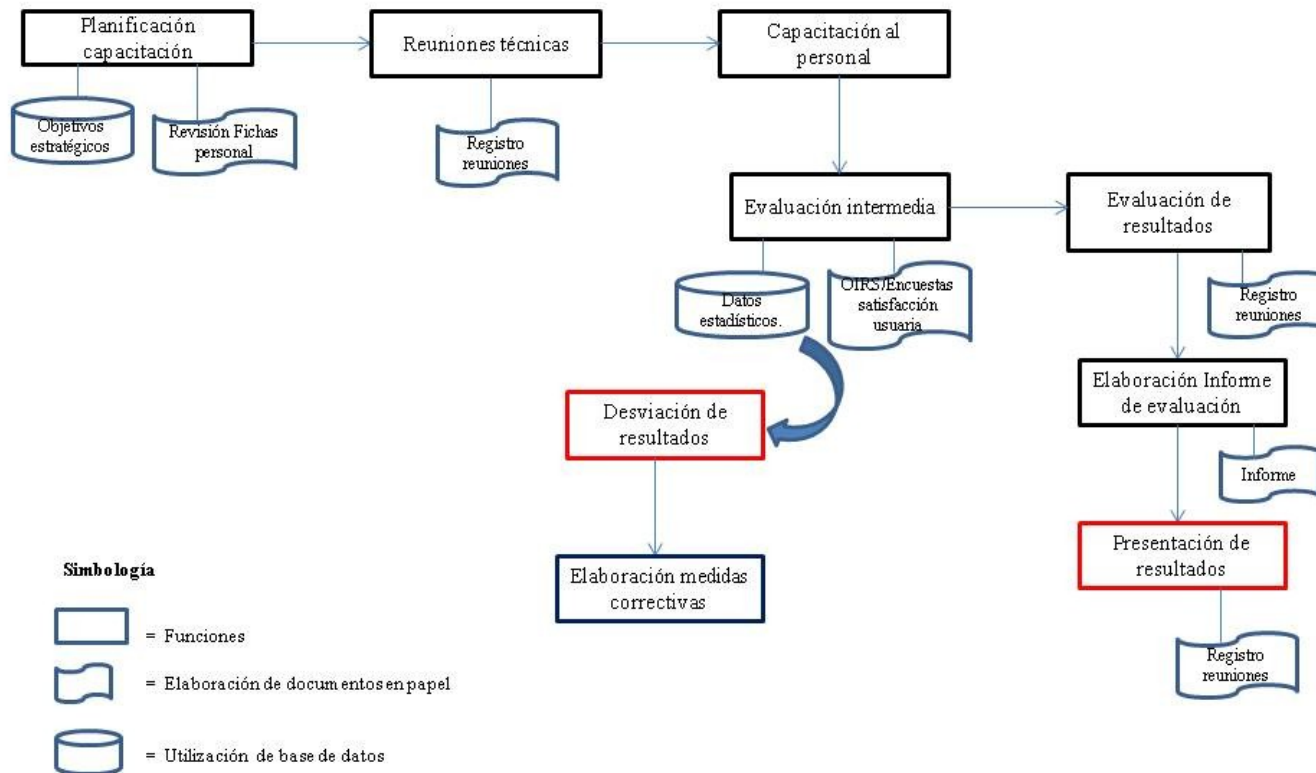 Planificación
capacitación
Reuniones técnicas
Capacitación al
personal
Objetivos
estratégicos
Revisión Fichas
personal
Registro
reuniones
Evaluación intermedia
Evaluación de
resultados
Datos
estadísticos.
OIRS/Encuestas
satisfacción
usuaria
Registro
reuniones
Desviación de
resultados
Elaboración Informe
de evaluación
Informe
Elaboración medidas
correctivas
Presentación de
resultados
Registro
reuniones
Simbología
= Funciones
= Elaboración de documentos en papel
= Utilización de base de datos